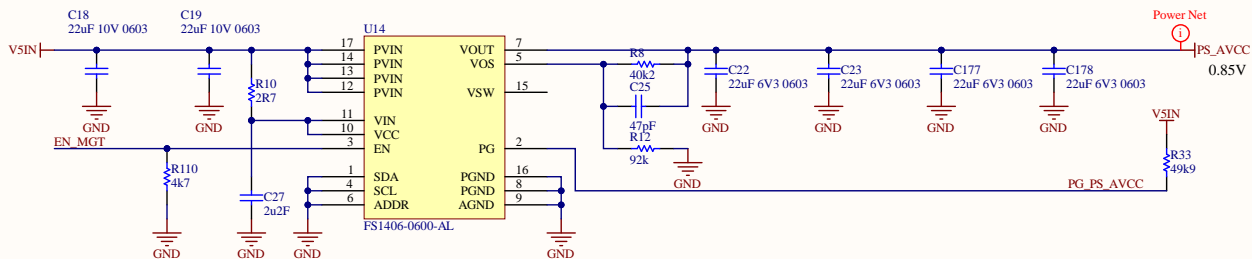 C18
22uF 10V 0603
C19
22uF 10V 0603
V5IN
R10
2R7
EN_MGT
R110
4k7
C27
2u2F
GND
GND
GND
GND
GND
U14
17 PVIN
14 PVIN
13 PVIN
12 PVIN
11 VIN
10 VCC
3 EN
1 SDA
4 SCL
6 ADDR
VOUT 7
VOS 5
VSW 15
PG 2
PGND 16
PGND 8
AGND 9
FS1406-0600-AL
GND
R8
40k2
C25
47pF
R12
92k
GND
C22
22uF 6V3 0603
C23
22uF 6V3 0603
C177
22uF 6V3 0603
C178
22uF 6V3 0603
GND
GND
GND
GND
Power Net
i
PS_AVCC
0.85V
V5IN
R33
49k9
PG_PS_AVCC